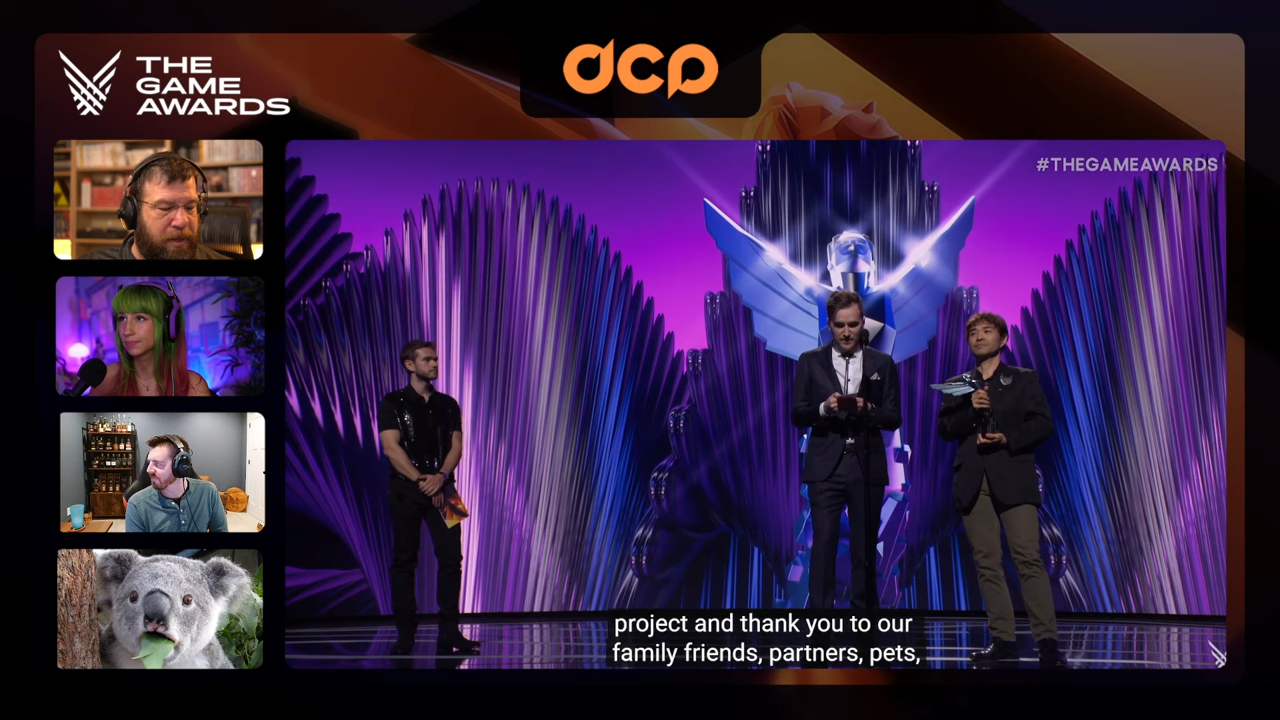 THE
GAME
AWARDS
dcp
#THEGAMEAWARDS
project and thank you to our
family friends, partners, pets,